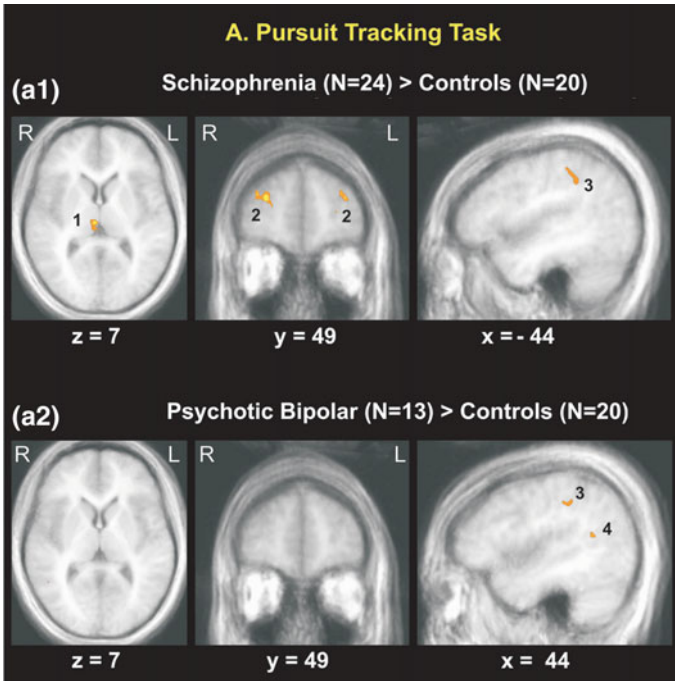 A. Pursuit Tracking Task
(a1) Schizophrenia (N=24) > Controls (N=20)
R L R L
1 2 2 3
z = 7 y = 49 x = - 44
(a2) Psychotic Bipolar (N=13) > Controls (N=20)
R L R L
3
4
z = 7 y = 49 x = 44